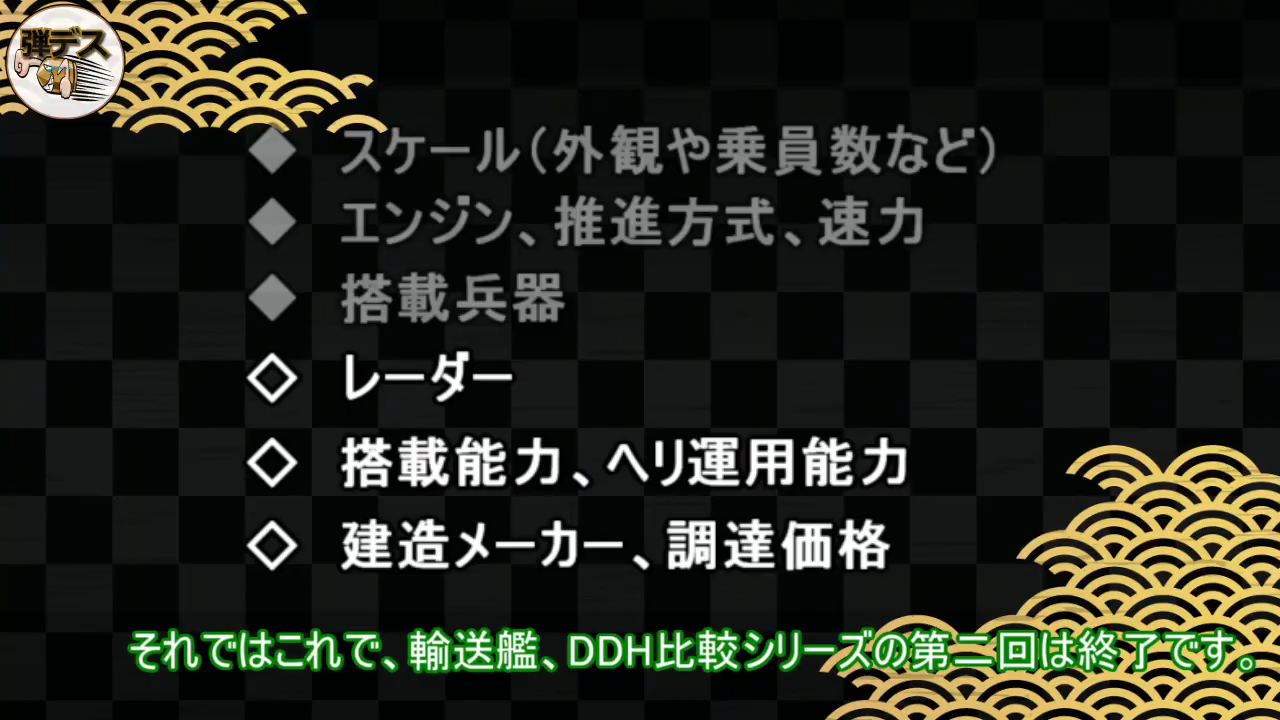 弾デス
◆ スケール（外観や乗員数など）
◆ エンジン、推進方式、速力
◆ 搭載兵器
◇ レーダー
◇ 搭載能力、ヘリ運用能力
◇ 建造メーカー、調達価格
それではこれで、輸送艦、DDH比較シリーズの第二回は終了です。